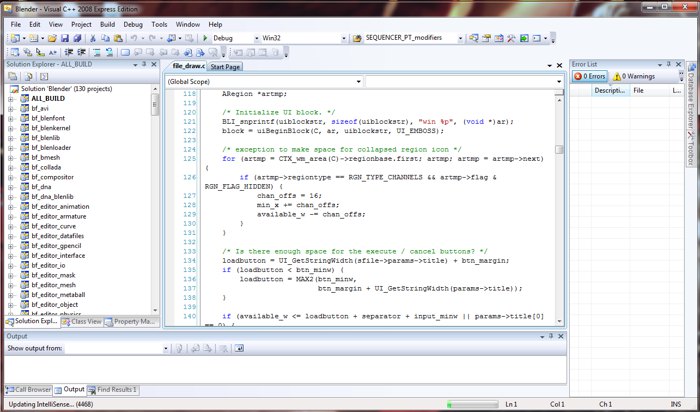 Blender - Visual C++ 2008 Express Edition
File Edit View Project Build Debug Tools Window Help
Debug Win32 SEQUENCER_PT_modifiers
Solution Explorer - ALL_BUILD
Solution 'Blender' (130 projects)
ALL_BUILD
bf_avi
bf_blenfont
bf_blenkernel
bf_blenlib
bf_blenloader
bf_bmesh
bf_collada
bf_compositor
bf_dna
bf_dna_blenlib
bf_editor_animation
bf_editor_armature
bf_editor_curve
bf_editor_datafiles
bf_editor_gpencil
bf_editor_interface
bf_editor_io
bf_editor_mask
bf_editor_mesh
bf_editor_metaball
bf_editor_object
bf_editor_physics
Solution Expl... Class View Property Ma...
file_draw.c Start Page
(Global Scope)
118 ARegion *artmp;
119
120 /* Initialize UI block. */
121 BLI_snprintf(uiblockstr, sizeof(uiblockstr), "win %p", (void *)ar);
122 block = uiBeginBlock(C, ar, uiblockstr, UI_EMBOSS);
123
124 /* exception to make space for collapsed region icon */
125 for (artmp = CTX_wm_area(C)->regionbase.first; artmp; artmp = artmp->next)
{
126 if (artmp->regiontype == RGN_TYPE_CHANNELS && artmp->flag &
RGN_FLAG_HIDDEN) {
127 chan_offs = 16;
128 min_x += chan_offs;
129 available_w -= chan_offs;
130 }
131 }
132
133 /* Is there enough space for the execute / cancel buttons? */
134 loadbutton = UI_GetStringWidth(sfile->params->title) + btn_margin;
135 if (loadbutton < btn_minw) {
136 loadbutton = MAX2(btn_minw,
137 btn_margin + UI_GetStringWidth(params->title));
138 }
139
140 if (available_w <= loadbutton + separator + input_minw || params->title[0]
== 0) {
Error List
0 Errors 0 Warnings
Descripti... File L...
Database Explorer
Toolbox
Output
Show output from:
Call Browser Output Find Results 1
Updating IntelliSense... (4468) Ln 1 Col 1 Ch 1 INS